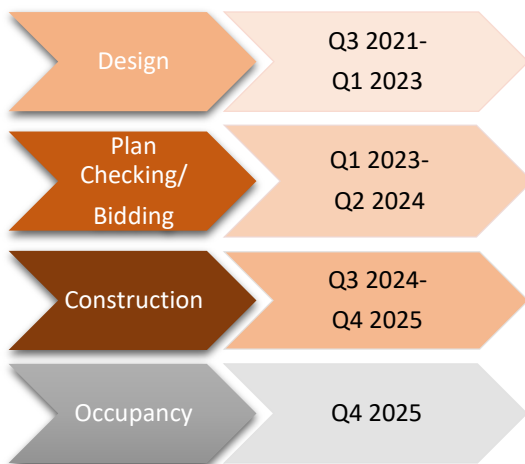 Design
Q3 2021-
Q1 2023
Plan
Checking/
Bidding
Q1 2023-
Q2 2024
Construction
Q3 2024-
Q4 2025
Occupancy
Q4 2025